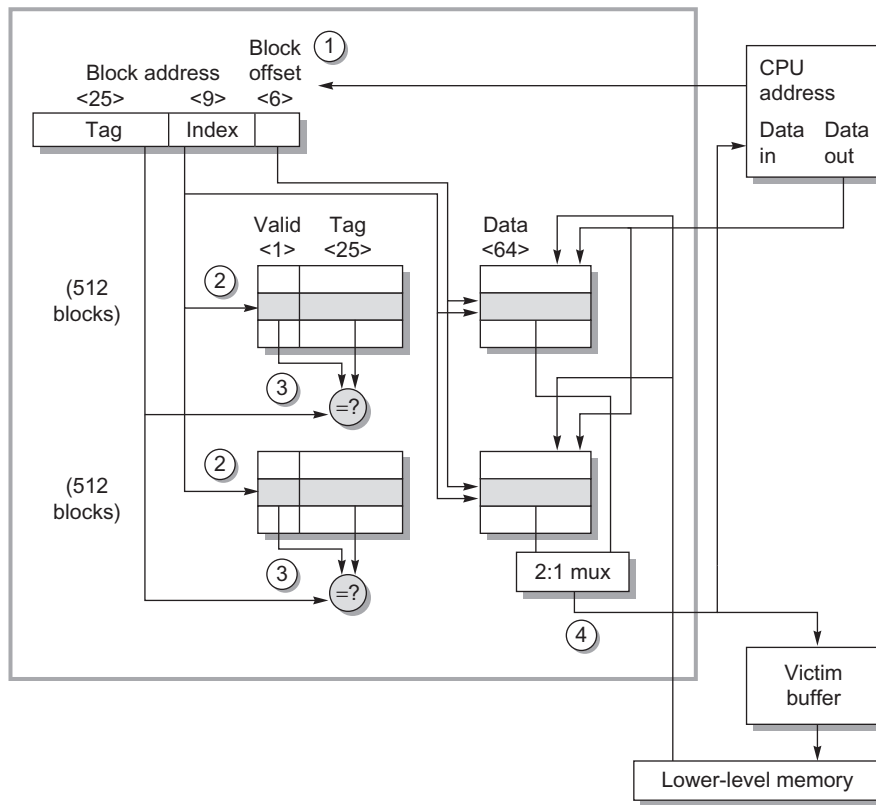 Block
offset
1
Block address
<25>
<9>
<6>
Tag
Index
CPU
address
Data
in
Data
out
Valid
<1>
Tag
<25>
Data
<64>
(512
blocks)
2
3
=?
(512
blocks)
2
3
=?
2:1 mux
4
Victim
buffer
Lower-level memory